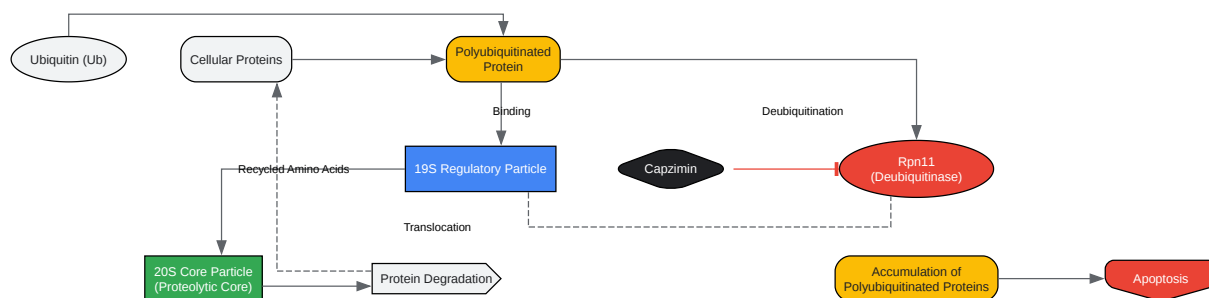 Ubiquitin (Ub)
Cellular Proteins
Polyubiquitinated
Protein
Binding
Deubiquitination
Recycled Amino Acids
19S Regulatory Particle
Capzimin
Rpn11
(Deubiquitinase)
Translocation
20S Core Particle
(Proteolytic Core)
Protein Degradation
Accumulation of
Polyubiquitinated Proteins
Apoptosis